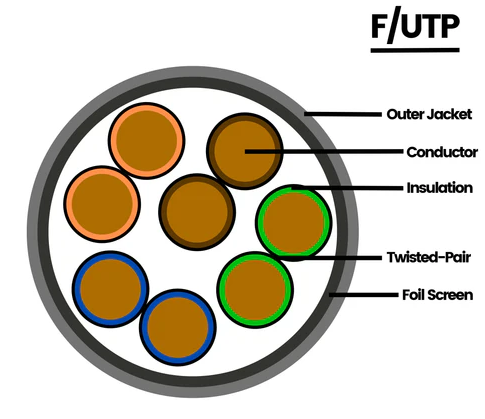 F/UTP
Outer Jacket
Conductor
Insulation
Twisted-Pair
Foil Screen